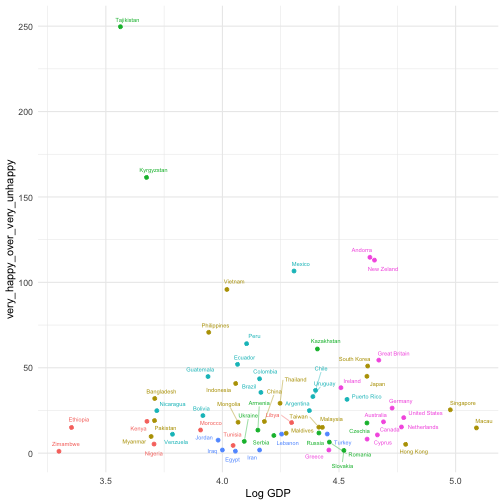 Tajikistan
250
200
Kyrgyzstan
150
Andorra
New Zelanet
Mexico
100
Vietnam
Philippines
Peru
Kazakhstan
Ecuador
Great Britain
South Korea
Chile
50
Guatemala
Colombia
Thailand
Uruguay
Japan
Indonesia
Brazil
China
Ireland
Bangladesh
Puerto Rico
Argentina
Germany
Nicaragua
Mongolia
Armenia
Singapore
Bolivia
Ethiopia
Ukraine
Libya
Taiwan
Malaysia
Australia
United States
Macau
Kenya
Morocco
Tunisia
Maldives
Czechia
Canada
Netherlands
Myanmar
Pakistan
Venzuela
Jordan
Serbia
Lebanon
Russia
Turkey
Cyprus
Zimbabwe
Nigeria
Iraq
Egypt
Iran
Greece
Romania
Hong Kong
Slovakia
0
3.5
4.0
4.5
5.0
Log GDP
very_happy_over_very_unhappy